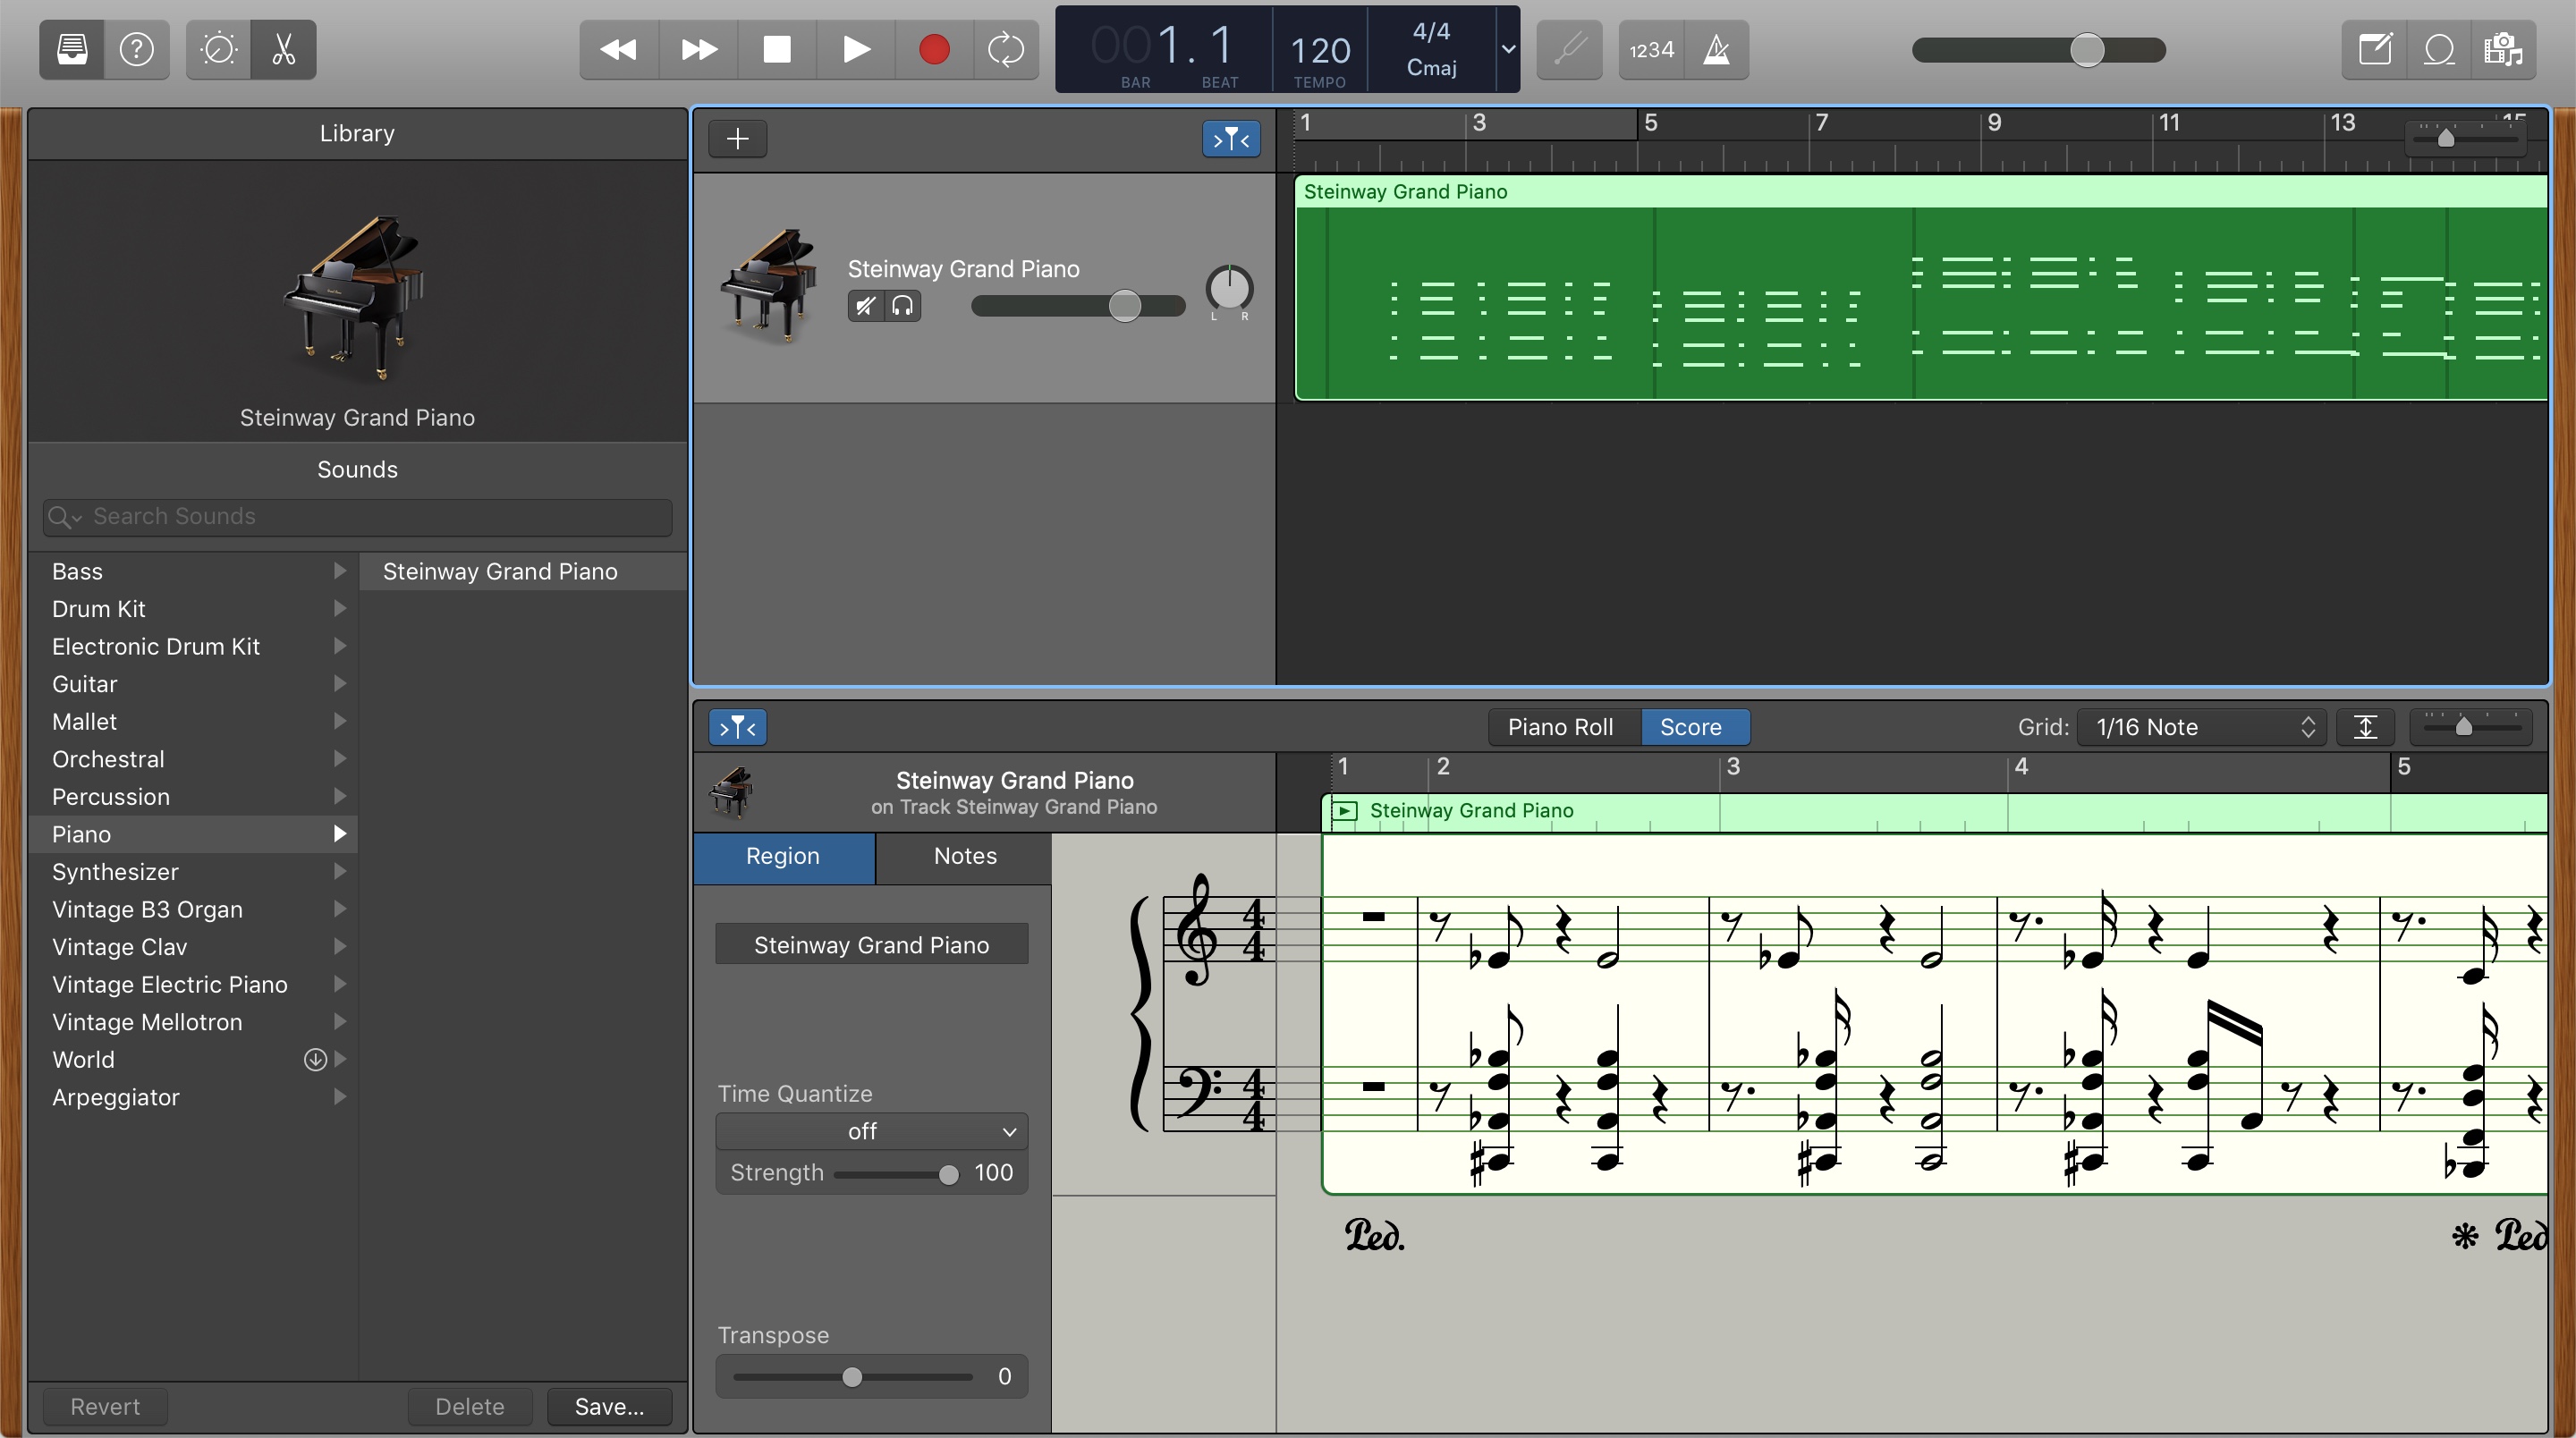 001. 1
BAR
BEAT
120
TEMPO
4/4
Cmaj
1234
Library
Steinway Grand Piano
Sounds
Search Sounds
Bass
Drum Kit
Electronic Drum Kit
Guitar
Mallet
Orchestral
Percussion
Piano
Synthesizer
Vintage B3 Organ
Vintage Clav
Vintage Electric Piano
Vintage Mellotron
World
Arpeggiator
Steinway Grand Piano
Revert
Delete
Save...
1 3 5 7 9 11 13 15
Steinway Grand Piano
Steinway Grand Piano
L R
Piano Roll
Score
Grid: 1/16 Note
Steinway Grand Piano
on Track Steinway Grand Piano
1 2 3 4 5
Steinway Grand Piano
Region
Notes
Steinway Grand Piano
Time Quantize
off
Strength 100
Transpose
0
4
4
4
4
Ped.
Ped